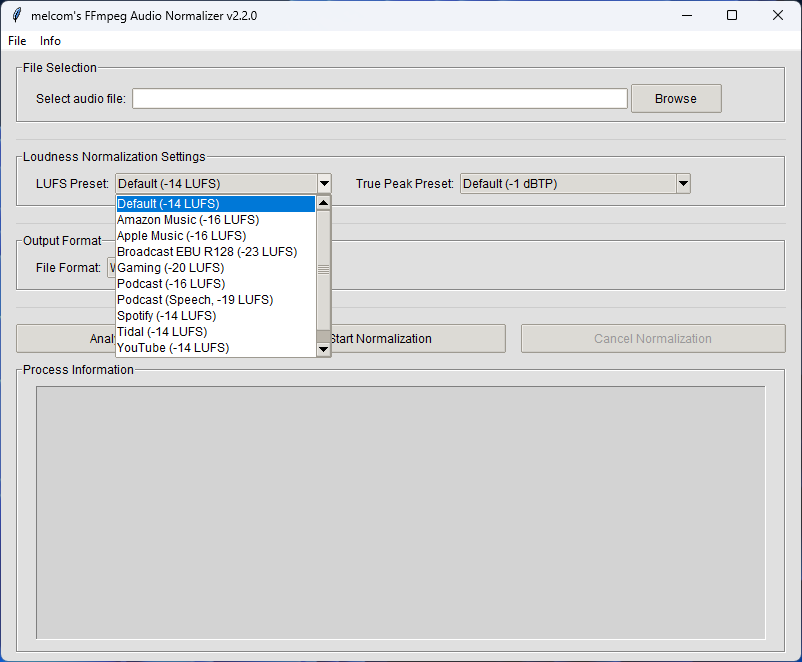 melcom's FFmpeg Audio Normalizer v2.2.0
File Info
File Selection
Select audio file: Browse
Loudness Normalization Settings
LUFS Preset: Default (-14 LUFS) True Peak Preset: Default (-1 dBTP)
Default (-14 LUFS)
Amazon Music (-16 LUFS)
Apple Music (-16 LUFS)
Broadcast EBU R128 (-23 LUFS)
Gaming (-20 LUFS)
Podcast (-16 LUFS)
Podcast (Speech, -19 LUFS)
Spotify (-14 LUFS)
Tidal (-14 LUFS)
YouTube (-14 LUFS)
Output Format
File Format:
Start Normalization Cancel Normalization
Process Information